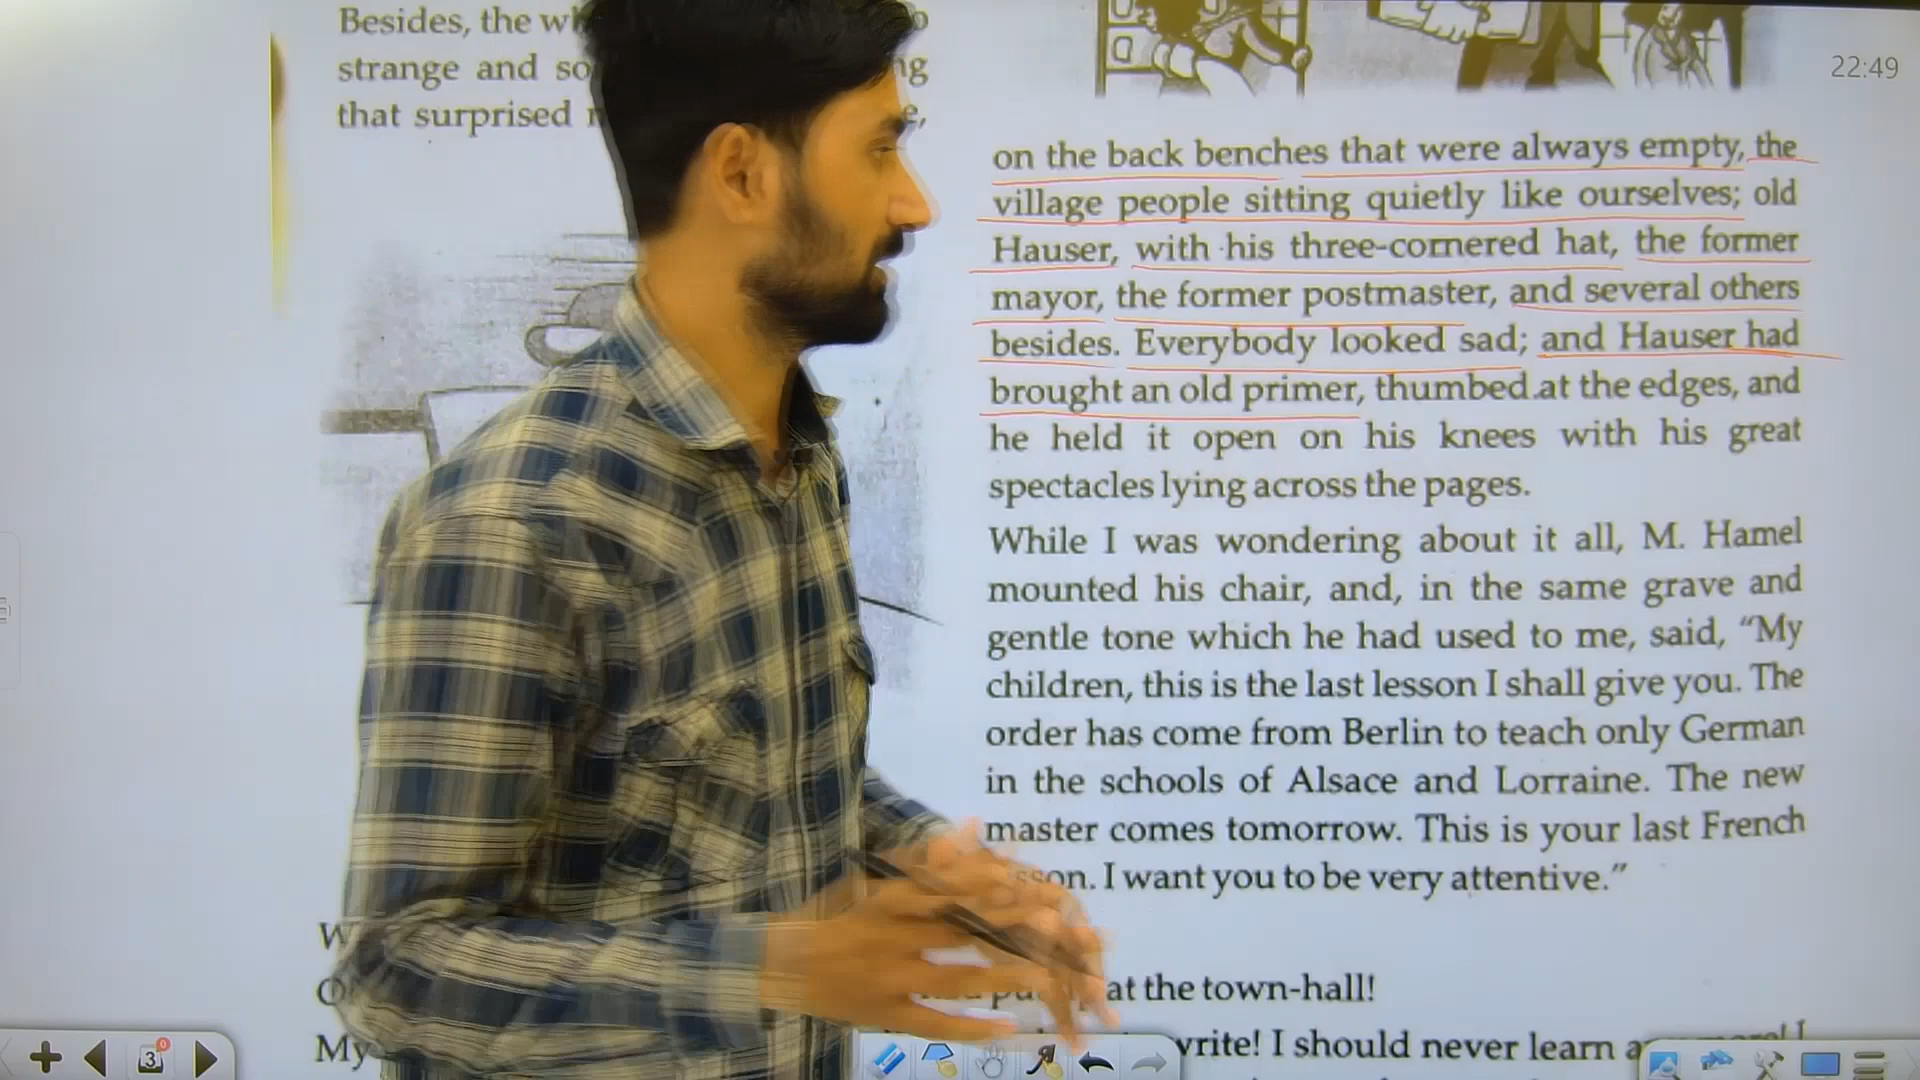 Besides, the
strange and
that surprised
22:49
on the back benches that were always empty, the
village people sitting quietly like ourselves; old
Hauser, with his three-cornered hat, the former
mayor, the former postmaster, and several others
besides. Everybody looked sad; and Hauser had
brought an old primer, thumbed at the edges, and
he held it open on his knees with his great
spectacles lying across the pages.
While I was wondering about it all, M. Hamel
mounted his chair, and, in the same grave and
gentle tone which he had used to me, said, “My
children, this is the last lesson I shall give you. The
order has come from Berlin to teach only German
in the schools of Alsace and Lorraine. The new
master comes tomorrow. This is your last French
I want you to be very attentive.”
at the town-hall!
My
write! I should never learn
3
0